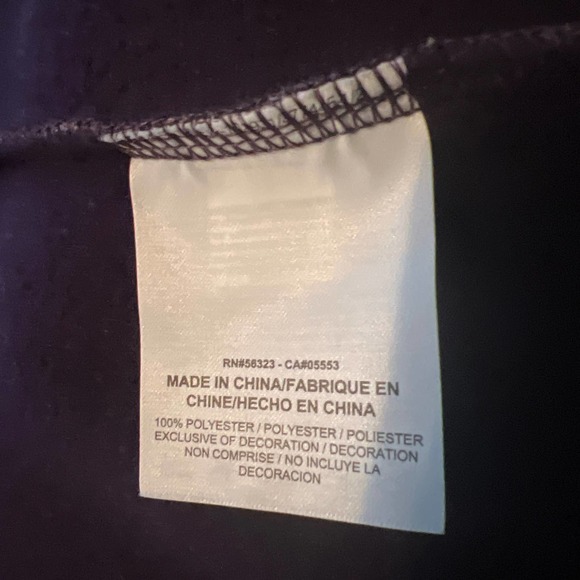 RN#56323 - CA#05553
MADE IN CHINA/FABRIQUE EN
CHINE/HECHO EN CHINA
100% POLYESTER / POLYESTER / POLIESTER
EXCLUSIVE OF DECORATION / DECORATION
NON COMPRISE / NO INCLUYE LA
DECORACION